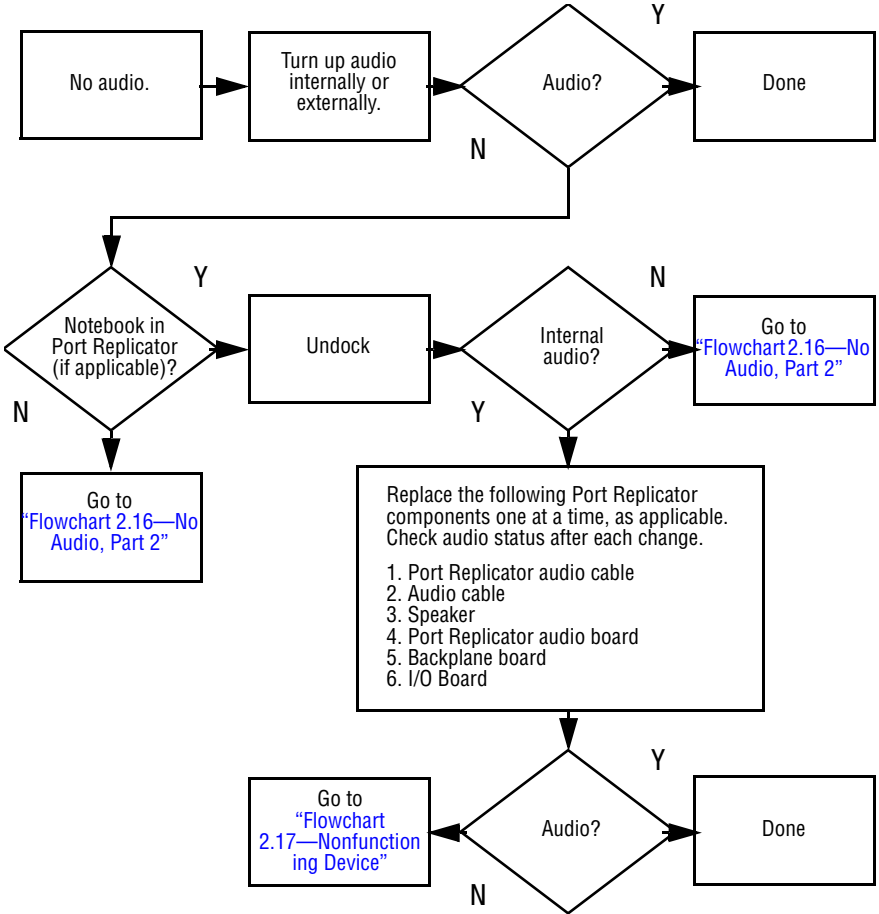 No audio.
Turn up audio
internally or
externally.
Audio?
Y
N
Done
Notebook in
Port Replicator
(if applicable)?
Y
N
Undock
Internal
audio?
N
Y
Go to
“Flowchart 2.16—No
Audio, Part 2”
Go to
“Flowchart 2.16—No
Audio, Part 2”
Replace the following Port Replicator
components one at a time, as applicable.
Check audio status after each change.
1. Port Replicator audio cable
2. Audio cable
3. Speaker
4. Port Replicator audio board
5. Backplane board
6. I/O Board
Go to
“Flowchart
2.17—Nonfunction
ing Device”
Audio?
Y
N
Done